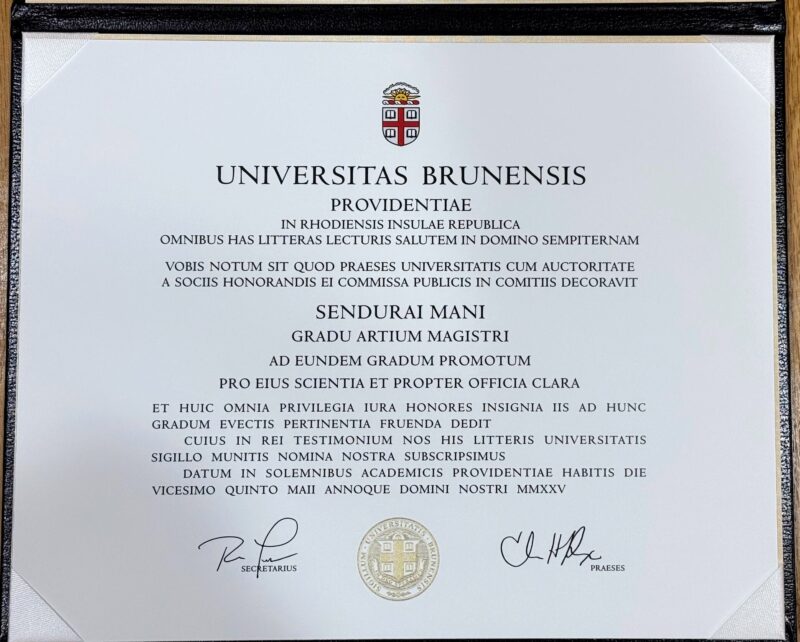 UNIVERSITAS BRUNENSIS
PROVIDENTIAE
IN RHODIENSIS INSULAE REPUBLICA
OMNIBUS HAS LITTERAS LECTURIS SALUTEM IN DOMINO SEMPITERNAM
VOBIS NOTUM SIT QUOD PRAESES UNIVERSITATIS CUM AUCTORITATE
A SOCIIS HONORANDIS EI COMMISSA PUBLICIS IN COMITIIS DECORAVIT
SENDURAI MANI
GRADU ARTIUM MAGISTRI
AD EUNDEM GRADUM PROMOTUM
PRO EIUS SCIENTIA ET PROPTER OFFICIA CLARA
ET HUIC OMNIA PRIVILEGIA IURA HONORES INSIGNIA IIS AD HUNC
GRADUM EVECTIS PERTINENTIA FRUENDA DEDIT
CUIUS IN REI TESTIMONIUM NOS HIS LITTERIS UNIVERSITATIS
SIGILLO MUNITIS NOMINA NOSTRA SUBSCRIPSIMUS
DATUM IN SOLEMNIBUS ACADEMICIS PROVIDENTIAE HABITIS DIE
VICESIMO QUINTO MAII ANNOQUE DOMINI NOSTRI MMXXV
SIGILLUM UNIVERSITATIS BRUNENSIS
SECRETARIUS
PRAESES